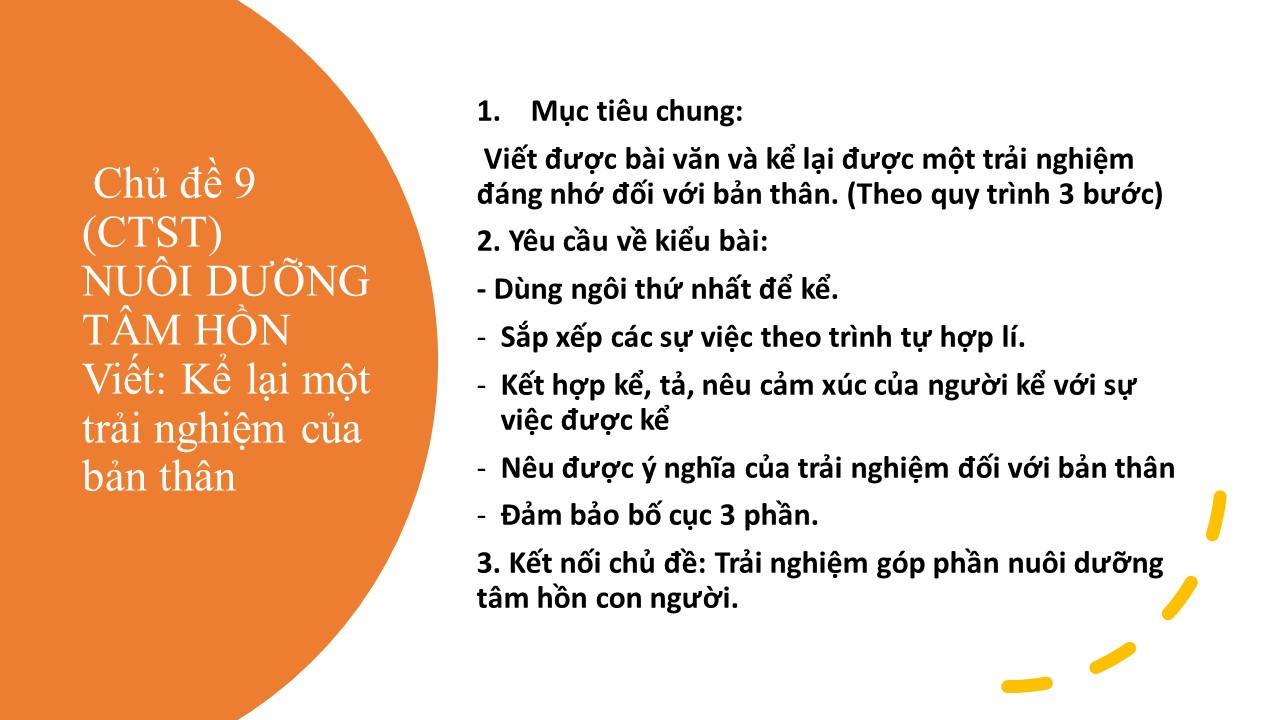 Chủ đề 9
(CTST)
NUÔI DƯỠNG
TÂM HỒN
Viết: Kể lại một
trải nghiệm của
bản thân
1. Mục tiêu chung:
Viết được bài văn và kể lại được một trải nghiệm
đáng nhớ đối với bản thân. (Theo quy trình 3 bước)
2. Yêu cầu về kiểu bài:
- Dùng ngôi thứ nhất để kể.
- Sắp xếp các sự việc theo trình tự hợp lí.
- Kết hợp kể, tả, nêu cảm xúc của người kể với sự
việc được kể
- Nêu được ý nghĩa của trải nghiệm đối với bản thân
- Đảm bảo bố cục 3 phần.
3. Kết nối chủ đề: Trải nghiệm góp phần nuôi dưỡng
tâm hồn con người.